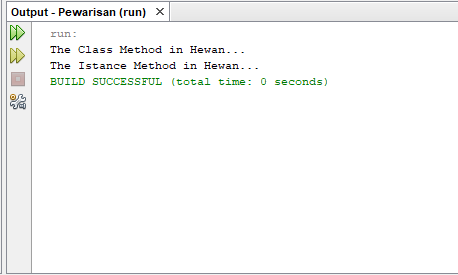 Output - Pewarisan (run)
run:
The Class Method in Hewan...
The Istance Method in Hewan...
BUILD SUCCESSFUL (total time: 0 seconds)